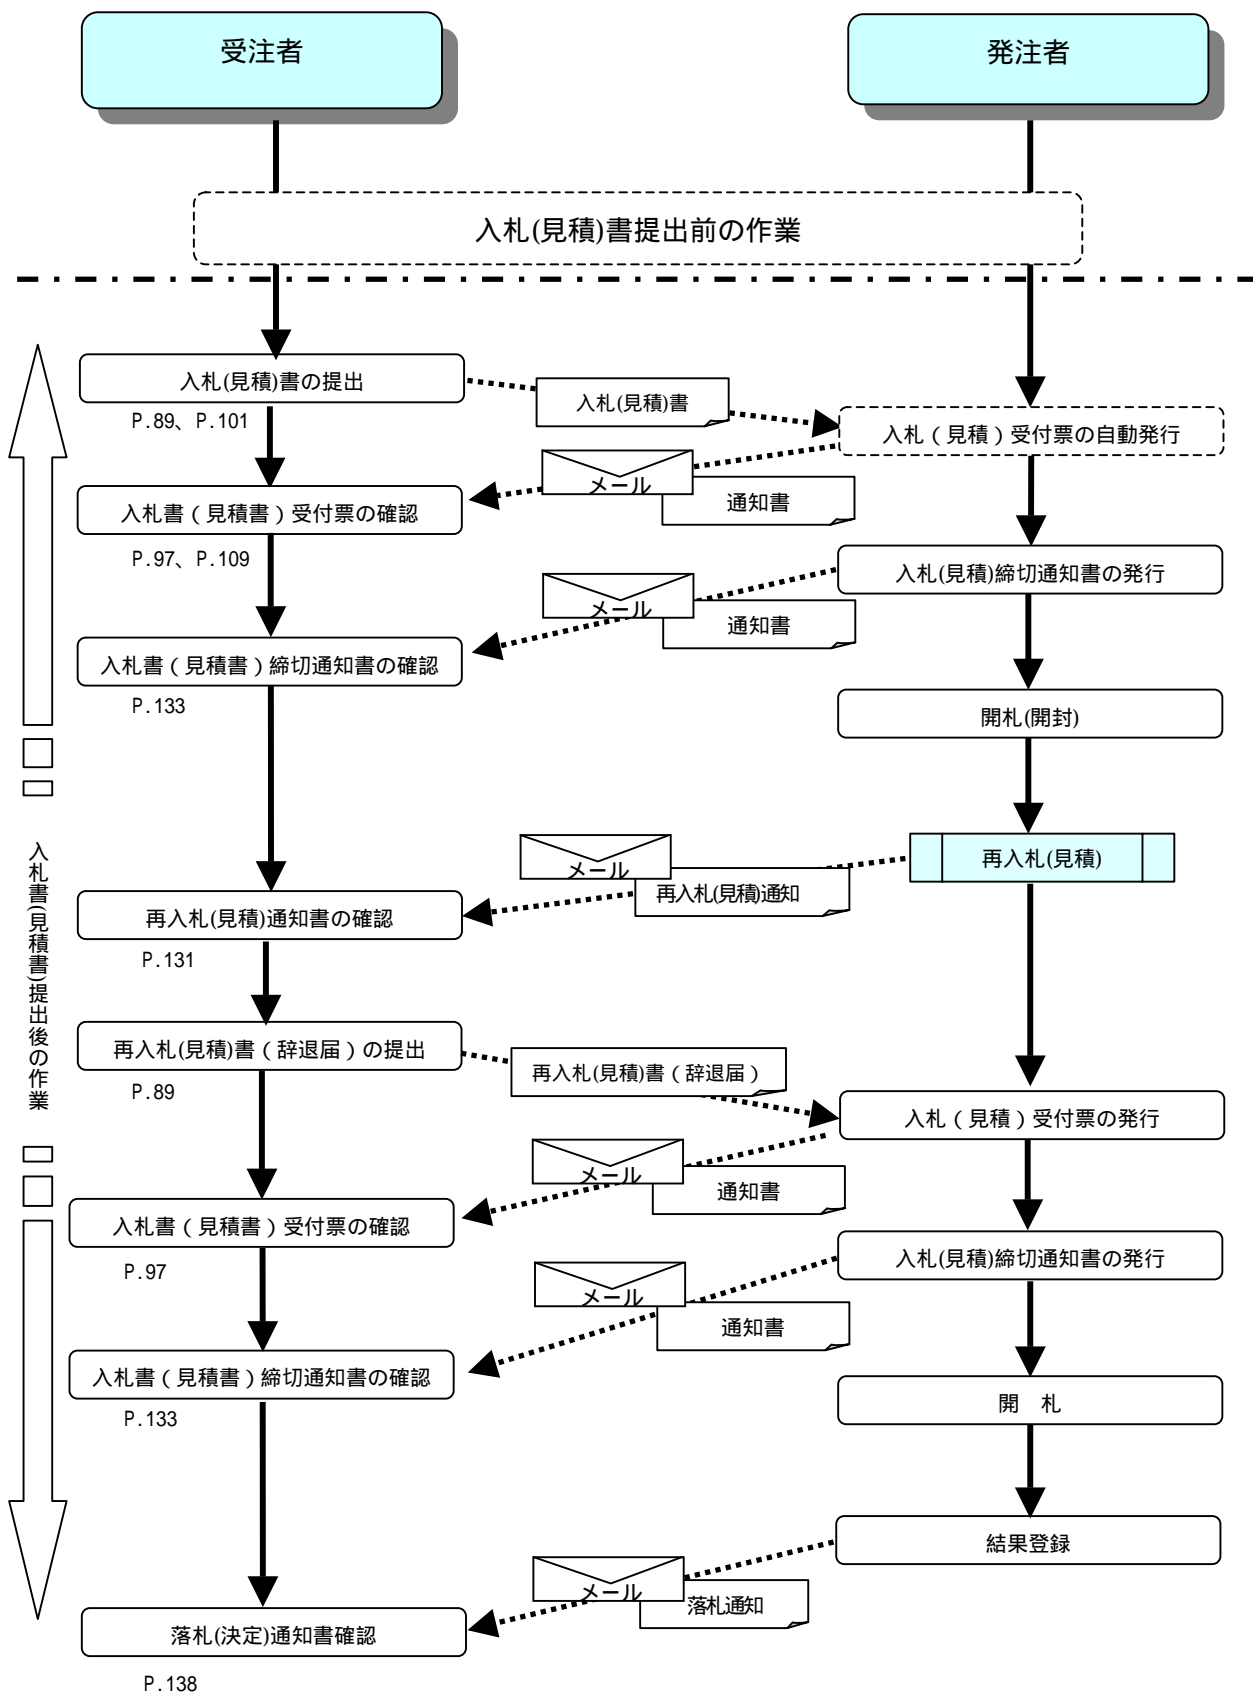 受注者
発注者
入札(見積)書提出前の作業
入札(見積)書の提出
入札(見積)書
P.89、P.101
入札（見積）受付票の自動発行
メール
通知書
入札書（見積書）受付票の確認
P.97、P.109
入札(見積)締切通知書の発行
メール
通知書
入札書（見積書）締切通知書の確認
P.133
開札(開封)
入札書(見積書)提出後の作業
再入札(見積)
メール
再入札(見積)通知
再入札(見積)通知書の確認
P.131
再入札(見積)書（辞退届）の提出
再入札(見積)書（辞退届）
P.89
入札（見積）受付票の発行
メール
通知書
入札書（見積書）受付票の確認
P.97
入札(見積)締切通知書の発行
メール
通知書
入札書（見積書）締切通知書の確認
P.133
開　札
結果登録
メール
落札通知
落札(決定)通知書確認
P.138